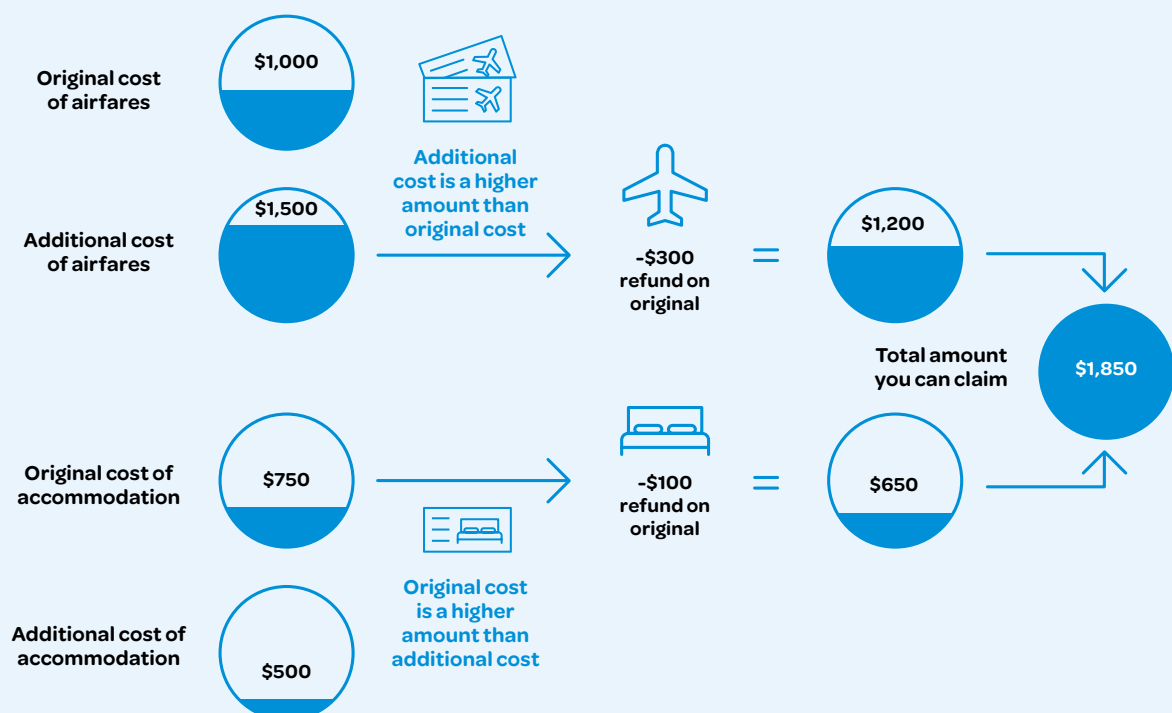 Original cost
of airfares
$1,000
Additional
cost is a higher
amount than
original cost
Additional cost
of airfares
$1,500
-$300
refund on
original
=
$1,200
Total amount
you can claim
$1,850
Original cost of
accommodation
$750
-$100
refund on
original
=
$650
Original cost
is a higher
amount than
additional cost
Additional cost of
accommodation
$500